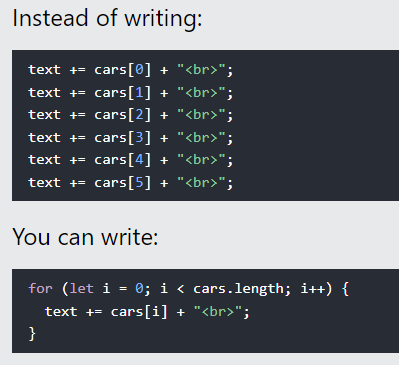 Instead of writing:
text += cars[0] + "<br>";
text += cars[1] + "<br>";
text += cars[2] + "<br>";
text += cars[3] + "<br>";
text += cars[4] + "<br>";
text += cars[5] + "<br>";
You can write:
for (let i = 0; i < cars.length; i++) {
  text += cars[i] + "<br>";
}